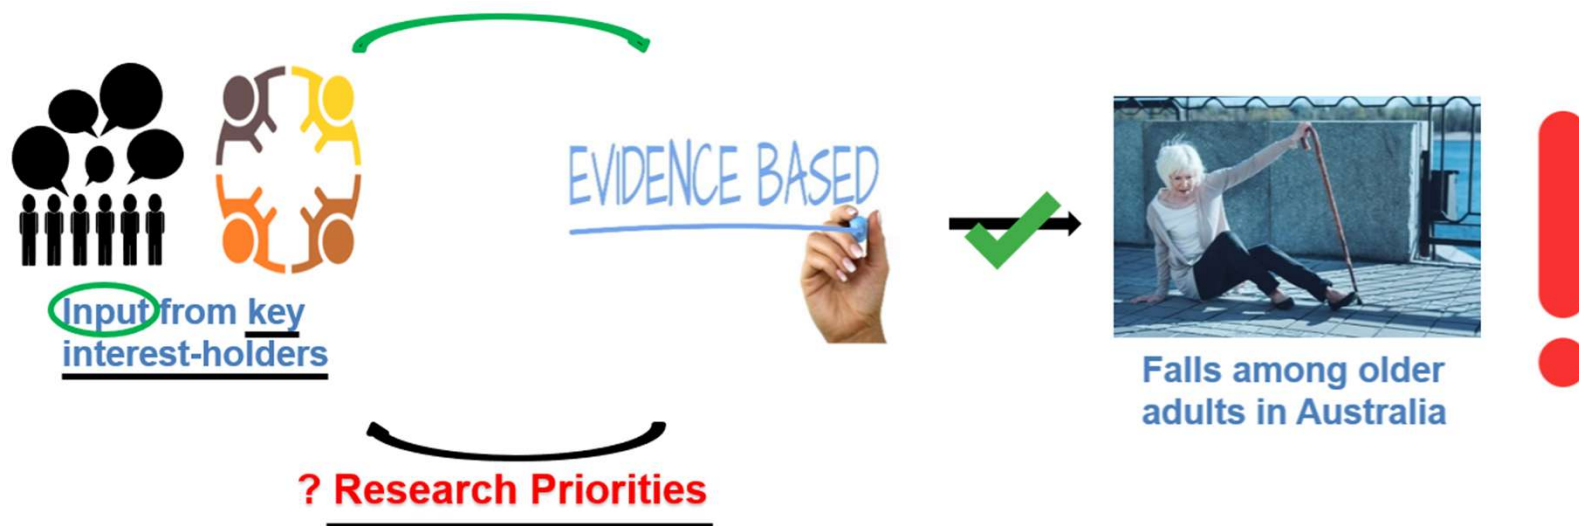 EVIDENCE BASED
Input from key
interest-holders
Falls among older
adults in Australia
? Research Priorities